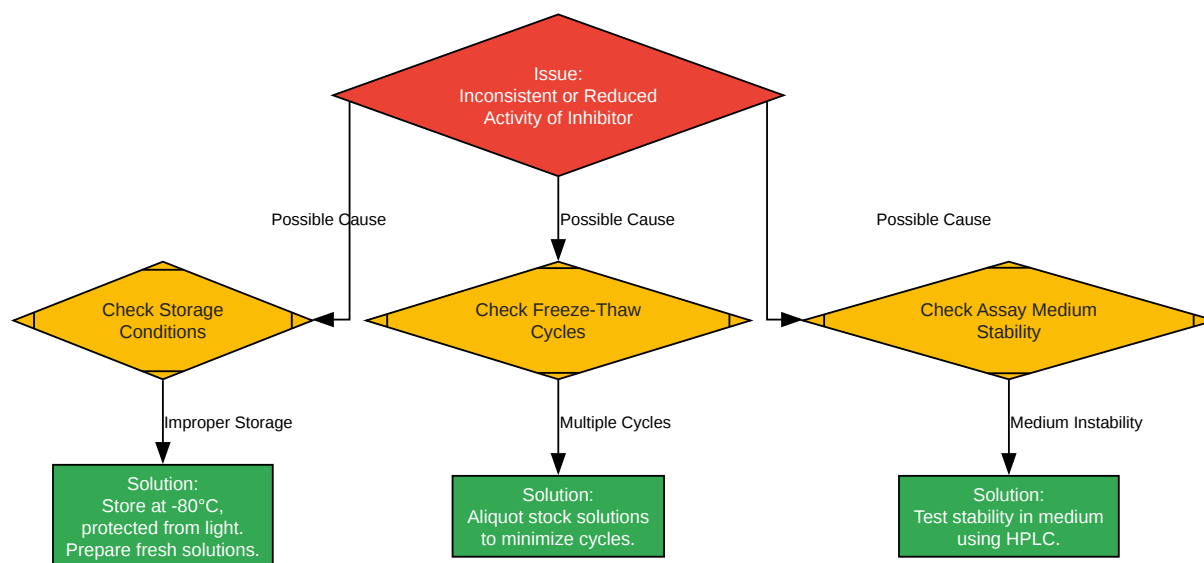 Issue:
Inconsistent or Reduced
Activity of Inhibitor
Possible Cause
Possible Cause
Possible Cause
Check Storage
Conditions
Check Freeze-Thaw
Cycles
Check Assay Medium
Stability
Improper Storage
Multiple Cycles
Medium Instability
Solution:
Store at -80°C,
protected from light.
Prepare fresh solutions.
Solution:
Aliquot stock solutions
to minimize cycles.
Solution:
Test stability in medium
using HPLC.